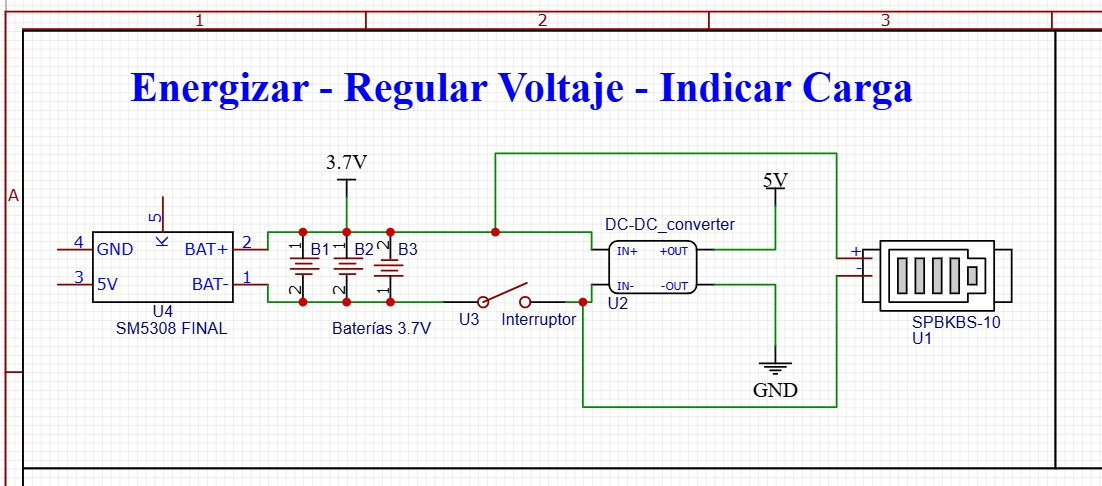 1 2 3
A
Energizar - Regular Voltaje - Indicar Carga
3.7V
5V
DC-DC_converter
5
K
4 GND BAT+ 2
3 5V BAT- 1
U4
SM5308 FINAL
1 B1 1 B2 2 B3
2 2 1
Baterías 3.7V
U3 Interruptor
IN+ +OUT
IN- -OUT
U2
GND
+
-
SPBKBS-10
U1